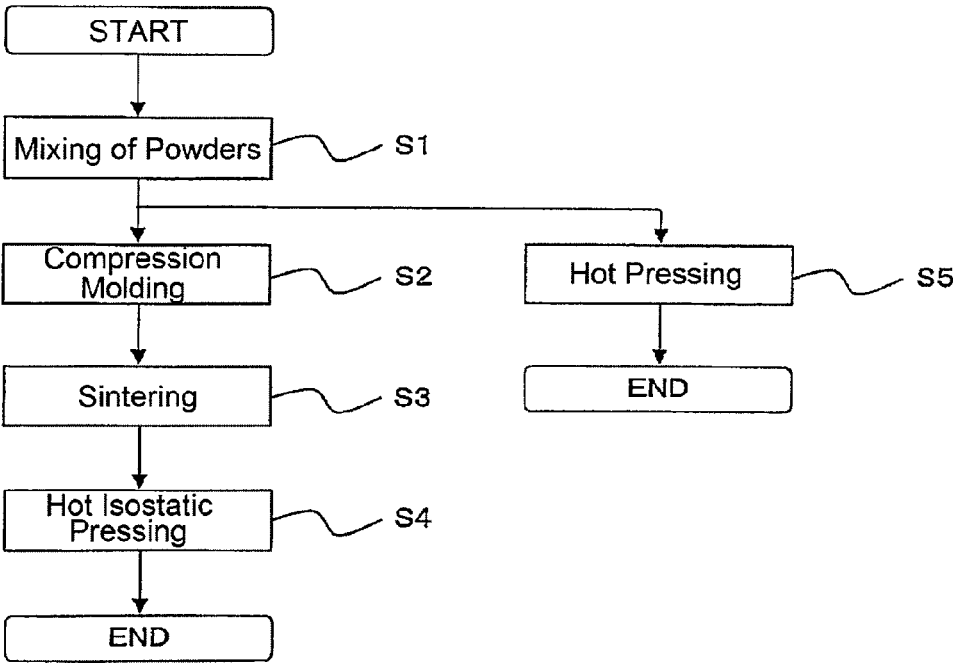 START
Mixing of Powders
S1
Compression
Molding
S2
Hot Pressing
S5
Sintering
S3
END
Hot Isostatic
Pressing
S4
END